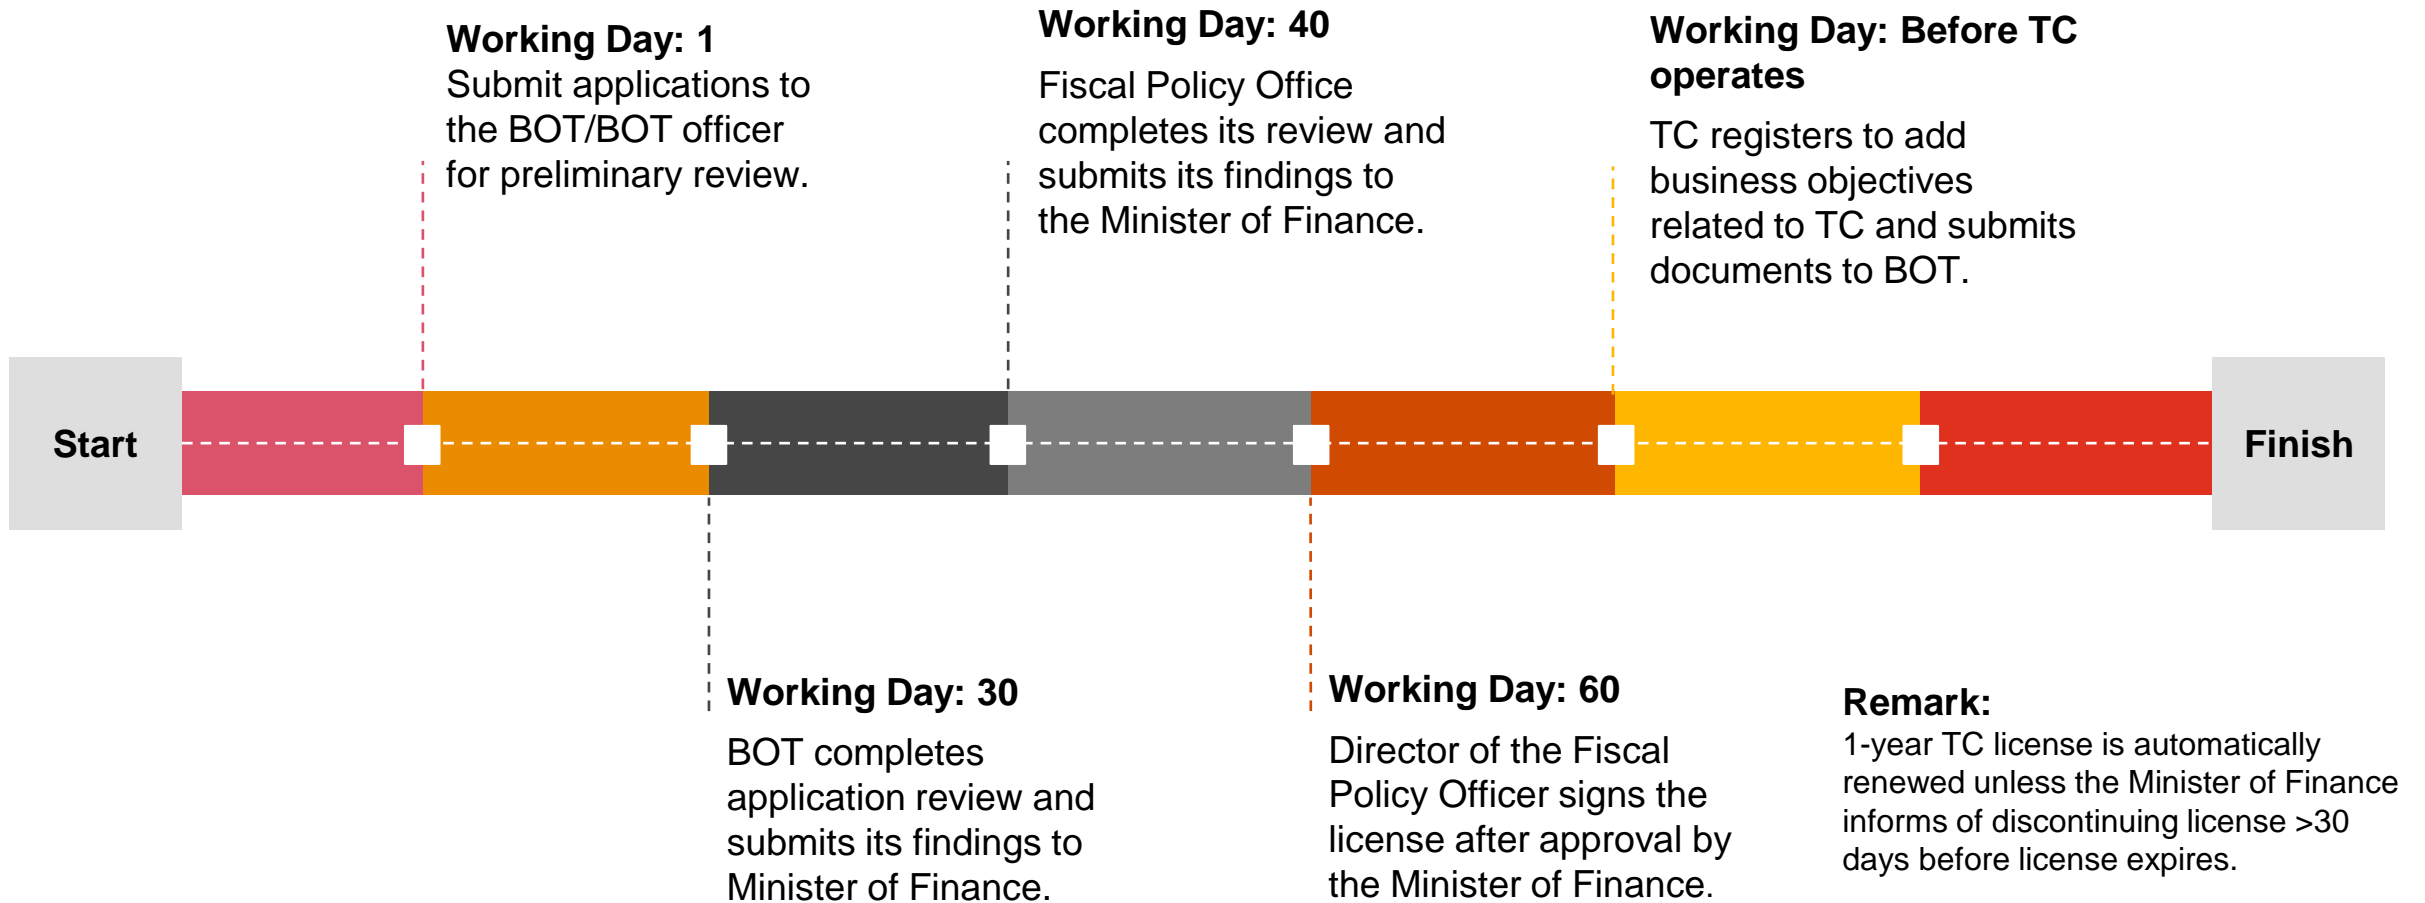 Working Day: 1
Submit applications to
the BOT/BOT officer
for preliminary review.
Working Day: 40
Fiscal Policy Office
completes its review and
submits its findings to
the Minister of Finance.
Working Day: Before TC
operates
TC registers to add
business objectives
related to TC and submits
documents to BOT.
Start
Finish
Working Day: 30
BOT completes
application review and
submits its findings to
Minister of Finance.
Working Day: 60
Director of the Fiscal
Policy Officer signs the
license after approval by
the Minister of Finance.
Remark:
1-year TC license is automatically
renewed unless the Minister of Finance
informs of discontinuing license >30
days before license expires.